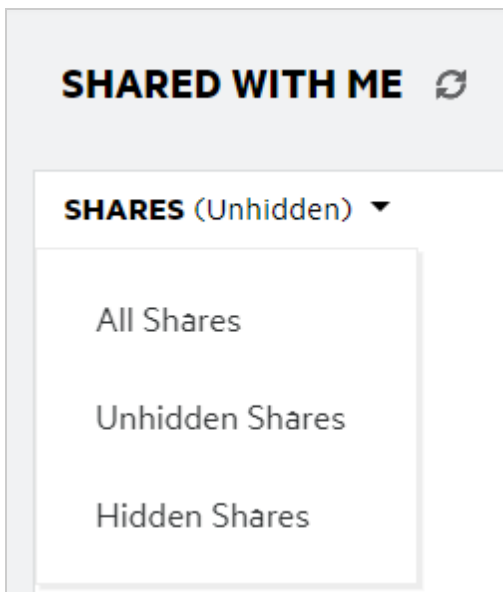 SHARED WITH ME
SHARES (Unhidden)
All Shares
Unhidden Shares
Hidden Shares